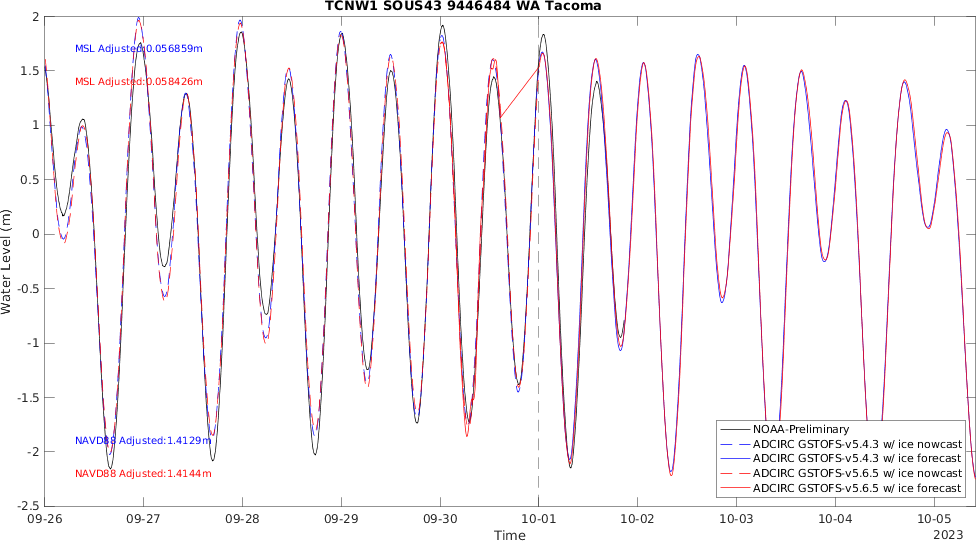 TCNW1 SOUS43 9446484 WA Tacoma
MSL Adjusted:0.056859m
MSL Adjusted:0.058426m
NAVD88 Adjusted:1.4129m
NAVD88 Adjusted:1.4144m
Water Level (m)
2
1.5
1
0.5
0
-0.5
-1
-1.5
-2
-2.5
NOAA-Preliminary
ADCIRC GSTOFS-v5.4.3 w/ ice nowcast
ADCIRC GSTOFS-v5.4.3 w/ ice forecast
ADCIRC GSTOFS-v5.6.5 w/ ice nowcast
ADCIRC GSTOFS-v5.6.5 w/ ice forecast
09-26 09-27 09-28 09-29 09-30 10-01 10-02 10-03 10-04 10-05
Time
2023